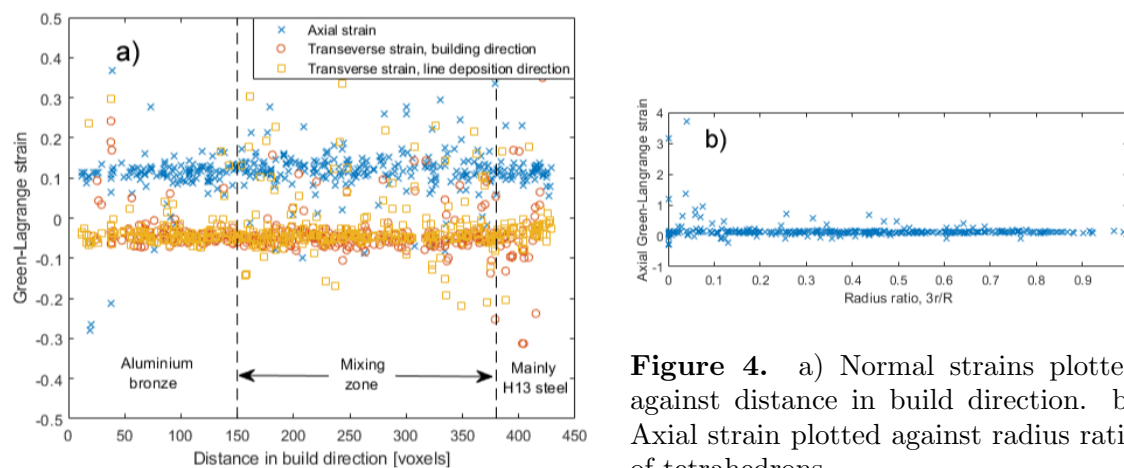 a)
Axial strain
Transeverse strain, building direction
Transverse strain, line deposition direction
Green-Lagrange strain
0.5
0.4
0.3
0.2
0.1
0
-0.1
-0.2
-0.3
-0.4
-0.5
Aluminium
bronze
Mixing
zone
Mainly
H13 steel
0 50 100 150 200 250 300 350 400 450
Distance in build direction [voxels]
b)
Axial Green-Langrange strain
4
3
2
1
0
-1
0 0.1 0.2 0.3 0.4 0.5 0.6 0.7 0.8 0.9
Radius ratio, 3r/R
Figure 4. a) Normal strains plotte
against distance in build direction. b
Axial strain plotted against radius rati
of tetrahedrons